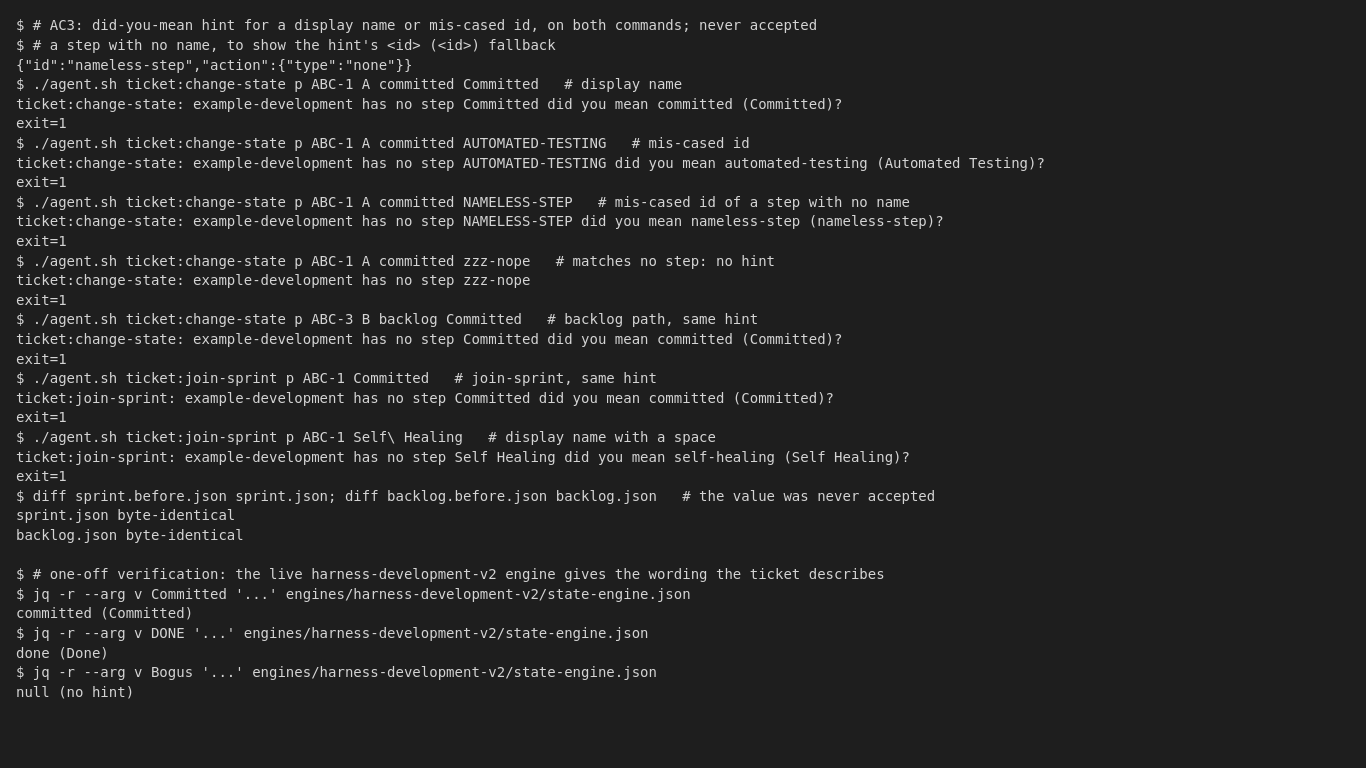 $ # AC3: did-you-mean hint for a display name or mis-cased id, on both commands; never accepted
$ # a step with no name, to show the hint's <id> (<id>) fallback
{"id":"nameless-step","action":{"type":"none"}}
$ ./agent.sh ticket:change-state p ABC-1 A committed Committed   # display name
ticket:change-state: example-development has no step Committed did you mean committed (Committed)?
exit=1
$ ./agent.sh ticket:change-state p ABC-1 A committed AUTOMATED-TESTING   # mis-cased id
ticket:change-state: example-development has no step AUTOMATED-TESTING did you mean automated-testing (Automated Testing)?
exit=1
$ ./agent.sh ticket:change-state p ABC-1 A committed NAMELESS-STEP   # mis-cased id of a step with no name
ticket:change-state: example-development has no step NAMELESS-STEP did you mean nameless-step (nameless-step)?
exit=1
$ ./agent.sh ticket:change-state p ABC-1 A committed zzz-nope   # matches no step: no hint
ticket:change-state: example-development has no step zzz-nope
exit=1
$ ./agent.sh ticket:change-state p ABC-3 B backlog Committed   # backlog path, same hint
ticket:change-state: example-development has no step Committed did you mean committed (Committed)?
exit=1
$ ./agent.sh ticket:join-sprint p ABC-1 Committed   # join-sprint, same hint
ticket:join-sprint: example-development has no step Committed did you mean committed (Committed)?
exit=1
$ ./agent.sh ticket:join-sprint p ABC-1 Self\ Healing   # display name with a space
ticket:join-sprint: example-development has no step Self Healing did you mean self-healing (Self Healing)?
exit=1
$ diff sprint.before.json sprint.json; diff backlog.before.json backlog.json   # the value was never accepted
sprint.json byte-identical
backlog.json byte-identical
$ # one-off verification: the live harness-development-v2 engine gives the wording the ticket describes
$ jq -r --arg v Committed '...' engines/harness-development-v2/state-engine.json
committed (Committed)
$ jq -r --arg v DONE '...' engines/harness-development-v2/state-engine.json
done (Done)
$ jq -r --arg v Bogus '...' engines/harness-development-v2/state-engine.json
null (no hint)